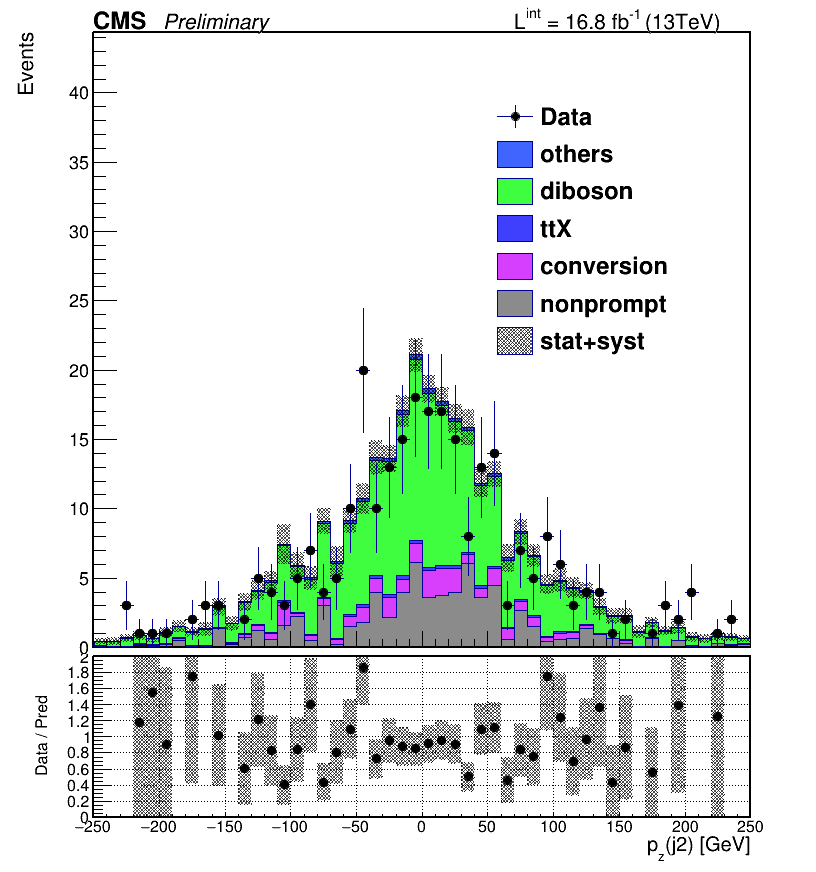 CMS Preliminary L^int = 16.8 fb^-1 (13TeV)
Events
40
35
30
25
20
15
10
5
0
Data
others
diboson
ttX
conversion
nonprompt
stat+syst
Data / Pred
2
1.8
1.6
1.4
1.2
1
0.8
0.6
0.4
0.2
0
−250 −200 −150 −100 −50 0 50 100 150 200 250
p_z(j2) [GeV]